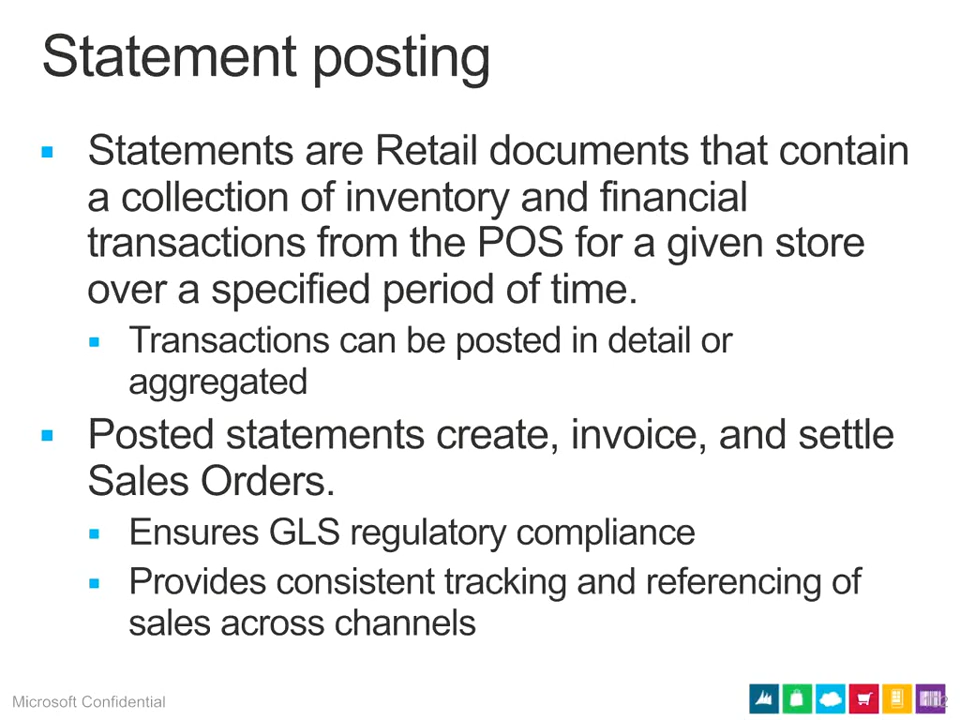 Statement posting
Statements are Retail documents that contain
a collection of inventory and financial
transactions from the POS for a given store
over a specified period of time.
Transactions can be posted in detail or
aggregated
Posted statements create, invoice, and settle
Sales Orders.
Ensures GLS regulatory compliance
Provides consistent tracking and referencing of
sales across channels
Microsoft Confidential